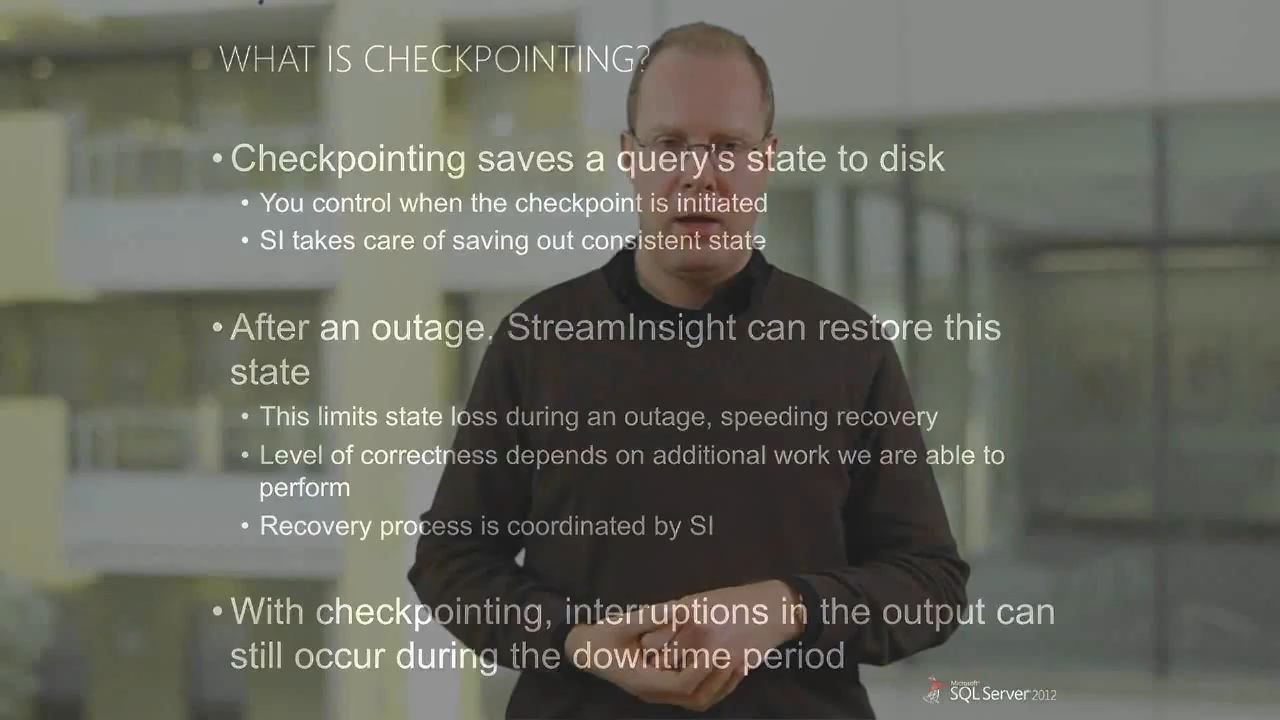 WHAT IS CHECKPOINTING?
• Checkpointing saves a query's state to disk
• You control when the checkpoint is initiated
• SI takes care of saving out consistent state
• After an outage, StreamInsight can restore this
state
• This limits state loss during an outage, speeding recovery
• Level of correctness depends on additional work we are able to
perform
• Recovery process is coordinated by SI
• With checkpointing, interruptions in the output can
still occur during the downtime period
Microsoft
SQL Server 2012